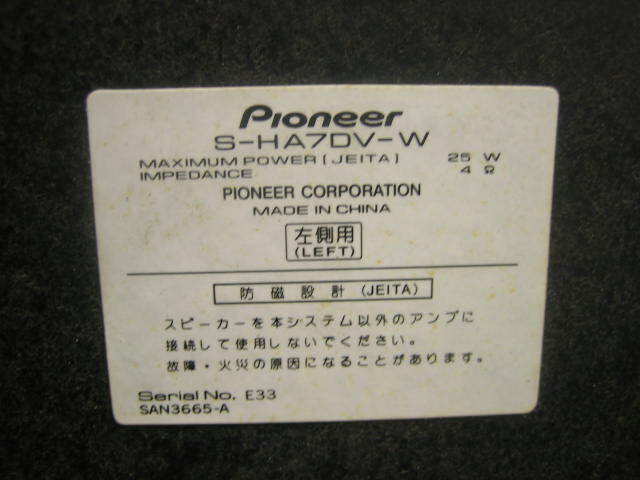 Pioneer
S-HA7DV-W
MAXIMUM POWER (JEITA) 25 W
IMPEDANCE 4 Ω
PIONEER CORPORATION
MADE IN CHINA
左側用
(LEFT)
防磁設計 (JEITA)
スピーカーを本システム以外のアンプに
接続して使用しないでください。
故障・火災の原因になることがあります。
Serial No. E33
SAN3665-A